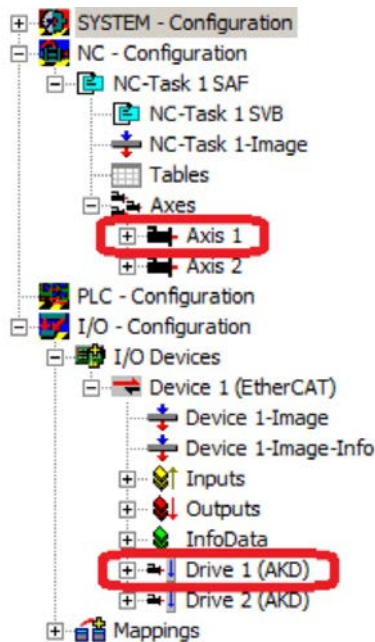 SYSTEM - Configuration
NC - Configuration
NC-Task 1 SAF
NC-Task 1 SVB
NC-Task 1-Image
Tables
Axes
Axis 1
Axis 2
PLC - Configuration
I/O - Configuration
I/O Devices
Device 1 (EtherCAT)
Device 1-Image
Device 1-Image-Info
Inputs
Outputs
InfoData
Drive 1 (AKD)
Drive 2 (AKD)
Mappings